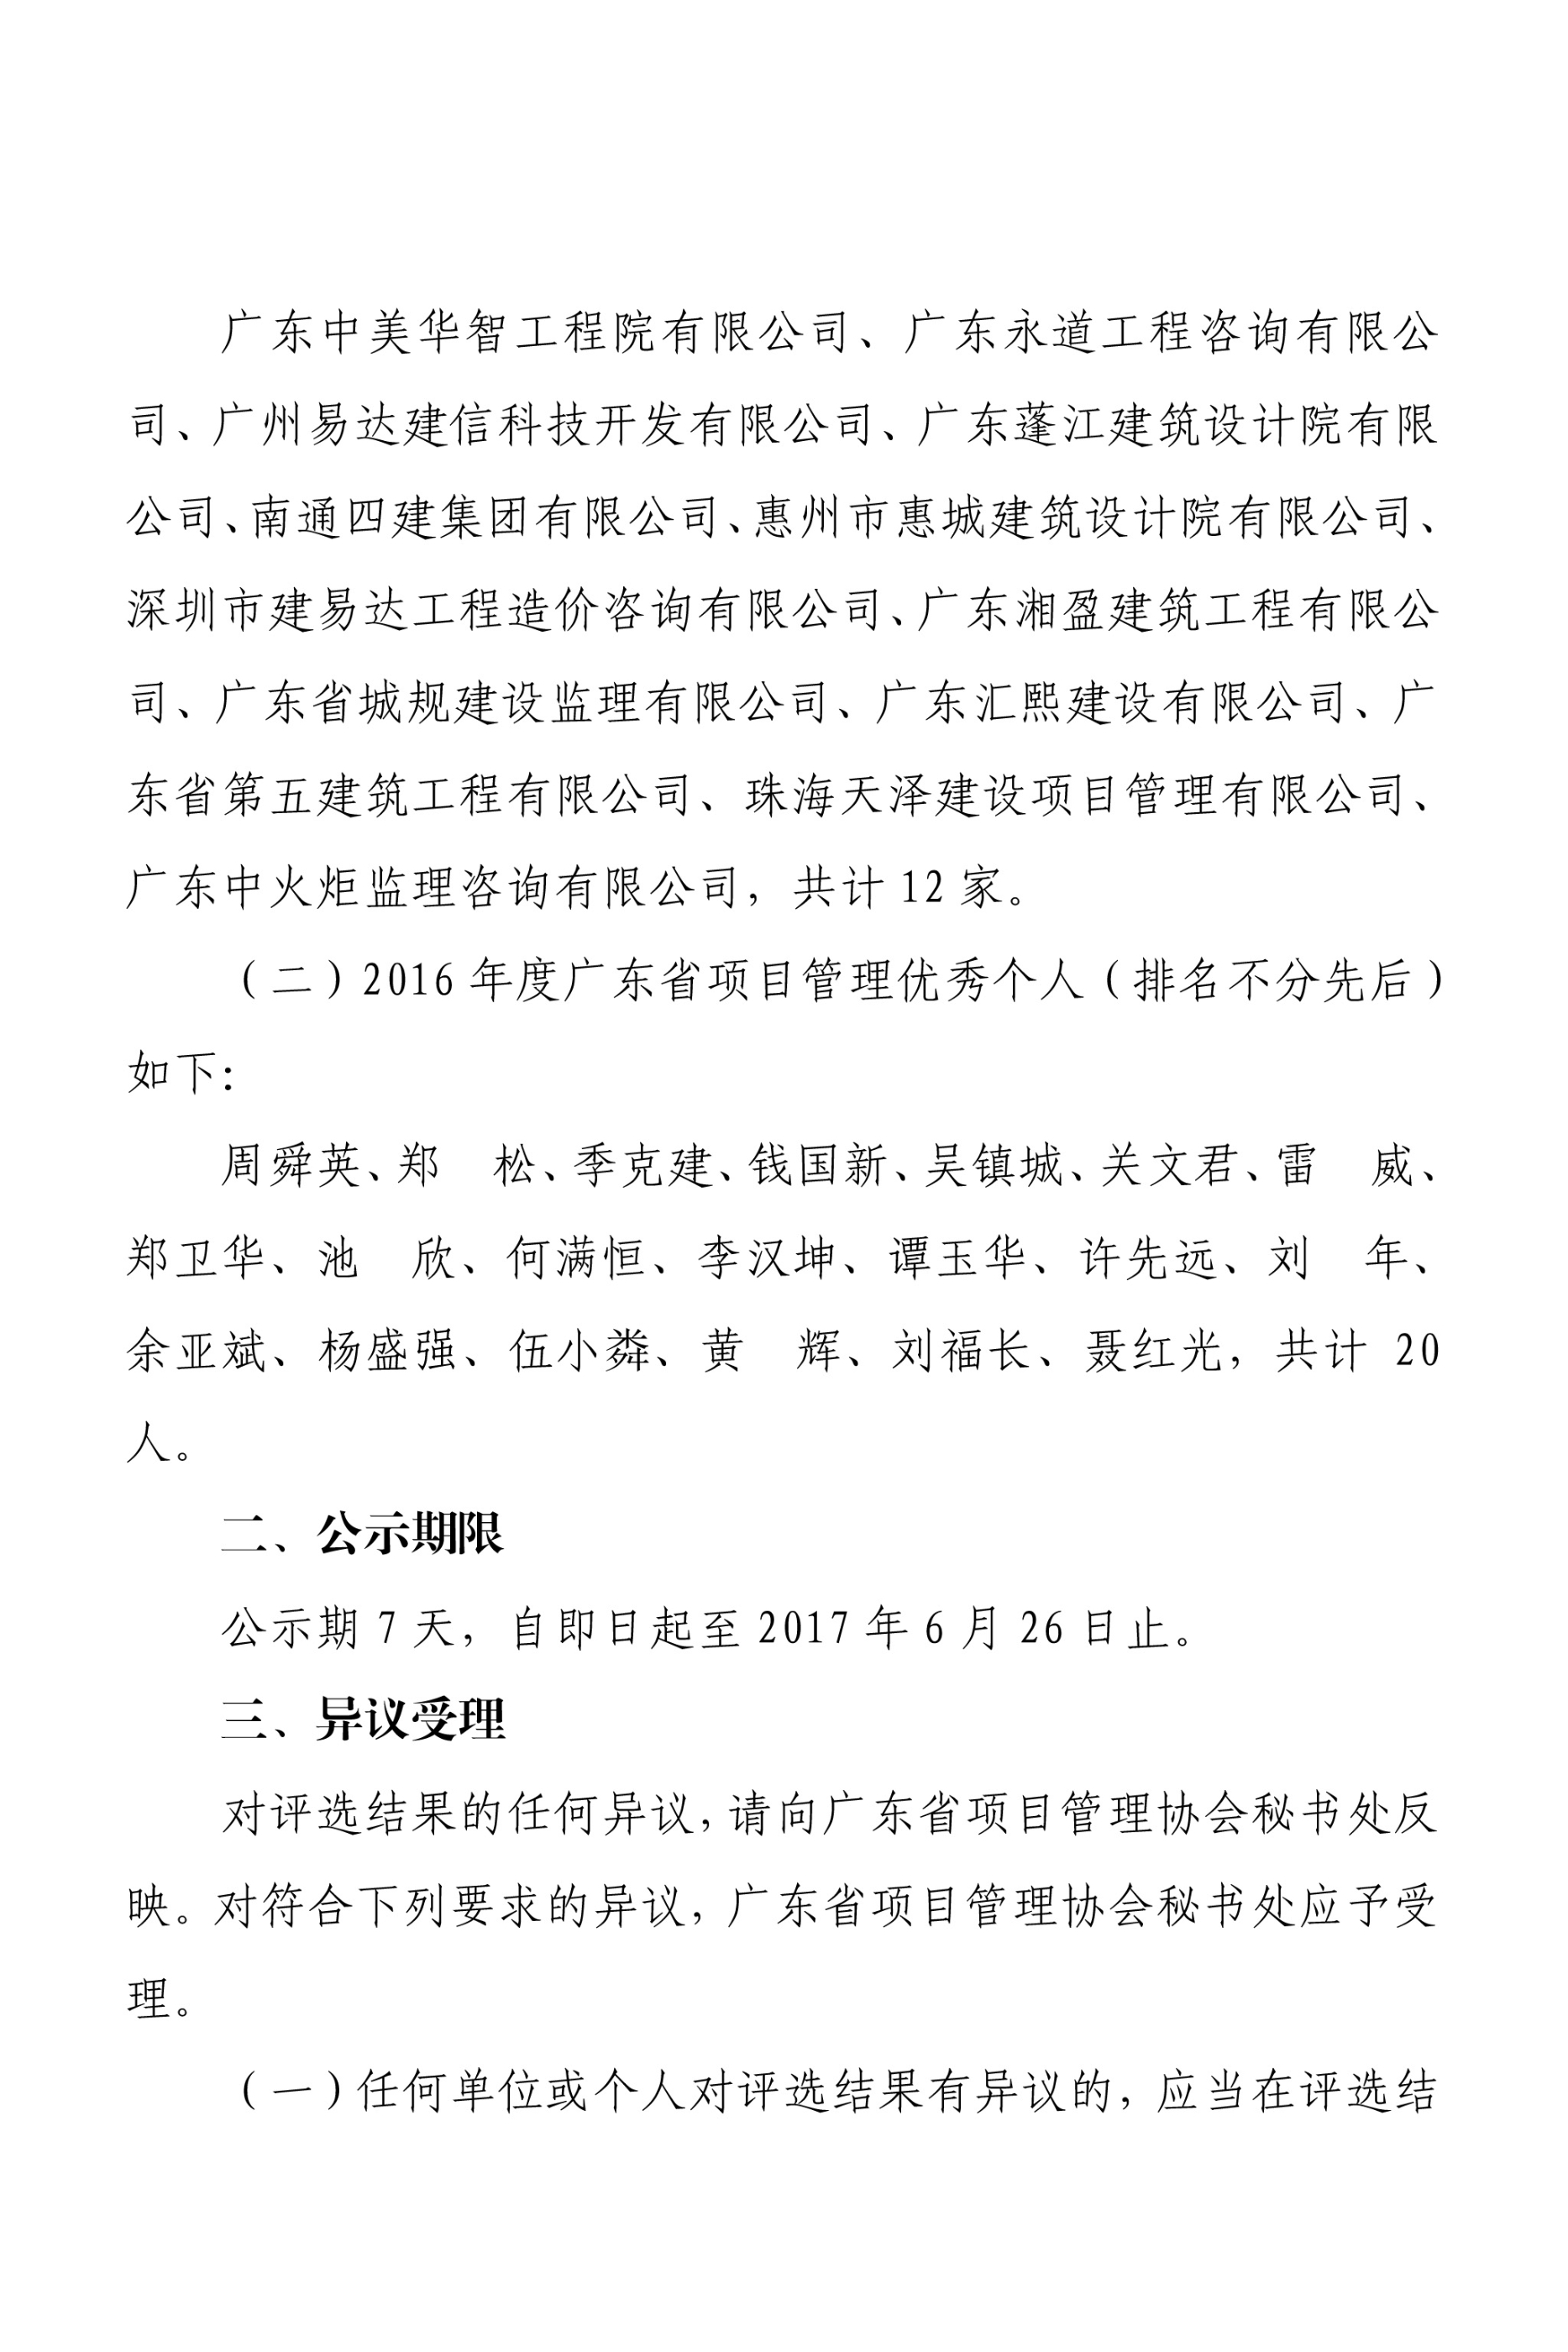 广东中美华智工程院有限公司、广东永道工程咨询有限公
司、广州易达建信科技开发有限公司、广东蓬江建筑设计院有限
公司、南通四建集团有限公司、惠州市惠城建筑设计院有限公司、
深圳市建易达工程造价咨询有限公司、广东湘盈建筑工程有限公
司、广东省城规建设监理有限公司、广东汇熙建设有限公司、广
东省第五建筑工程有限公司、珠海天泽建设项目管理有限公司、
广东中火炬监理咨询有限公司，共计 12 家。
（二）2016 年度广东省项目管理优秀个人（排名不分先后）
如下：
周舜英、郑　松、季克建、钱国新、吴镇城、关文君、雷　威、
郑卫华、池　欣、何满恒、李汉坤、谭玉华、许先远、刘　年、
余亚斌、杨盛强、伍小粦、黄　辉、刘福长、聂红光，共计 20
人。
二、公示期限
公示期 7 天，自即日起至 2017 年 6 月 26 日止。
三、异议受理
对评选结果的任何异议，请向广东省项目管理协会秘书处反
映。对符合下列要求的异议，广东省项目管理协会秘书处应予受
理。
（一）任何单位或个人对评选结果有异议的，应当在评选结